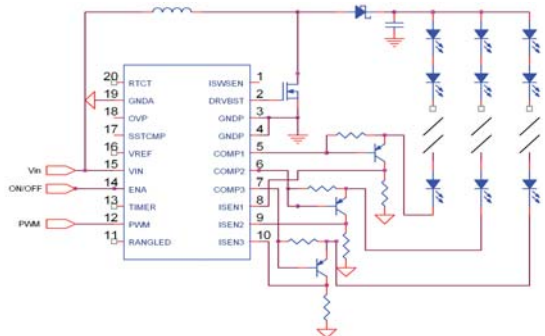 20 RTCT ISWSEN 1
19 GNDA DRVBST 2
18 OVP GNDP 3
17 SSTCMP GNDP 4
16 VREF COMP1 5
Vin 15 VIN COMP2 6
ON/OFF 14 ENA COMP3 7
13 TIMER ISEN1 8
PWM 12 PWM ISEN2 9
11 RANGLED ISEN3 10